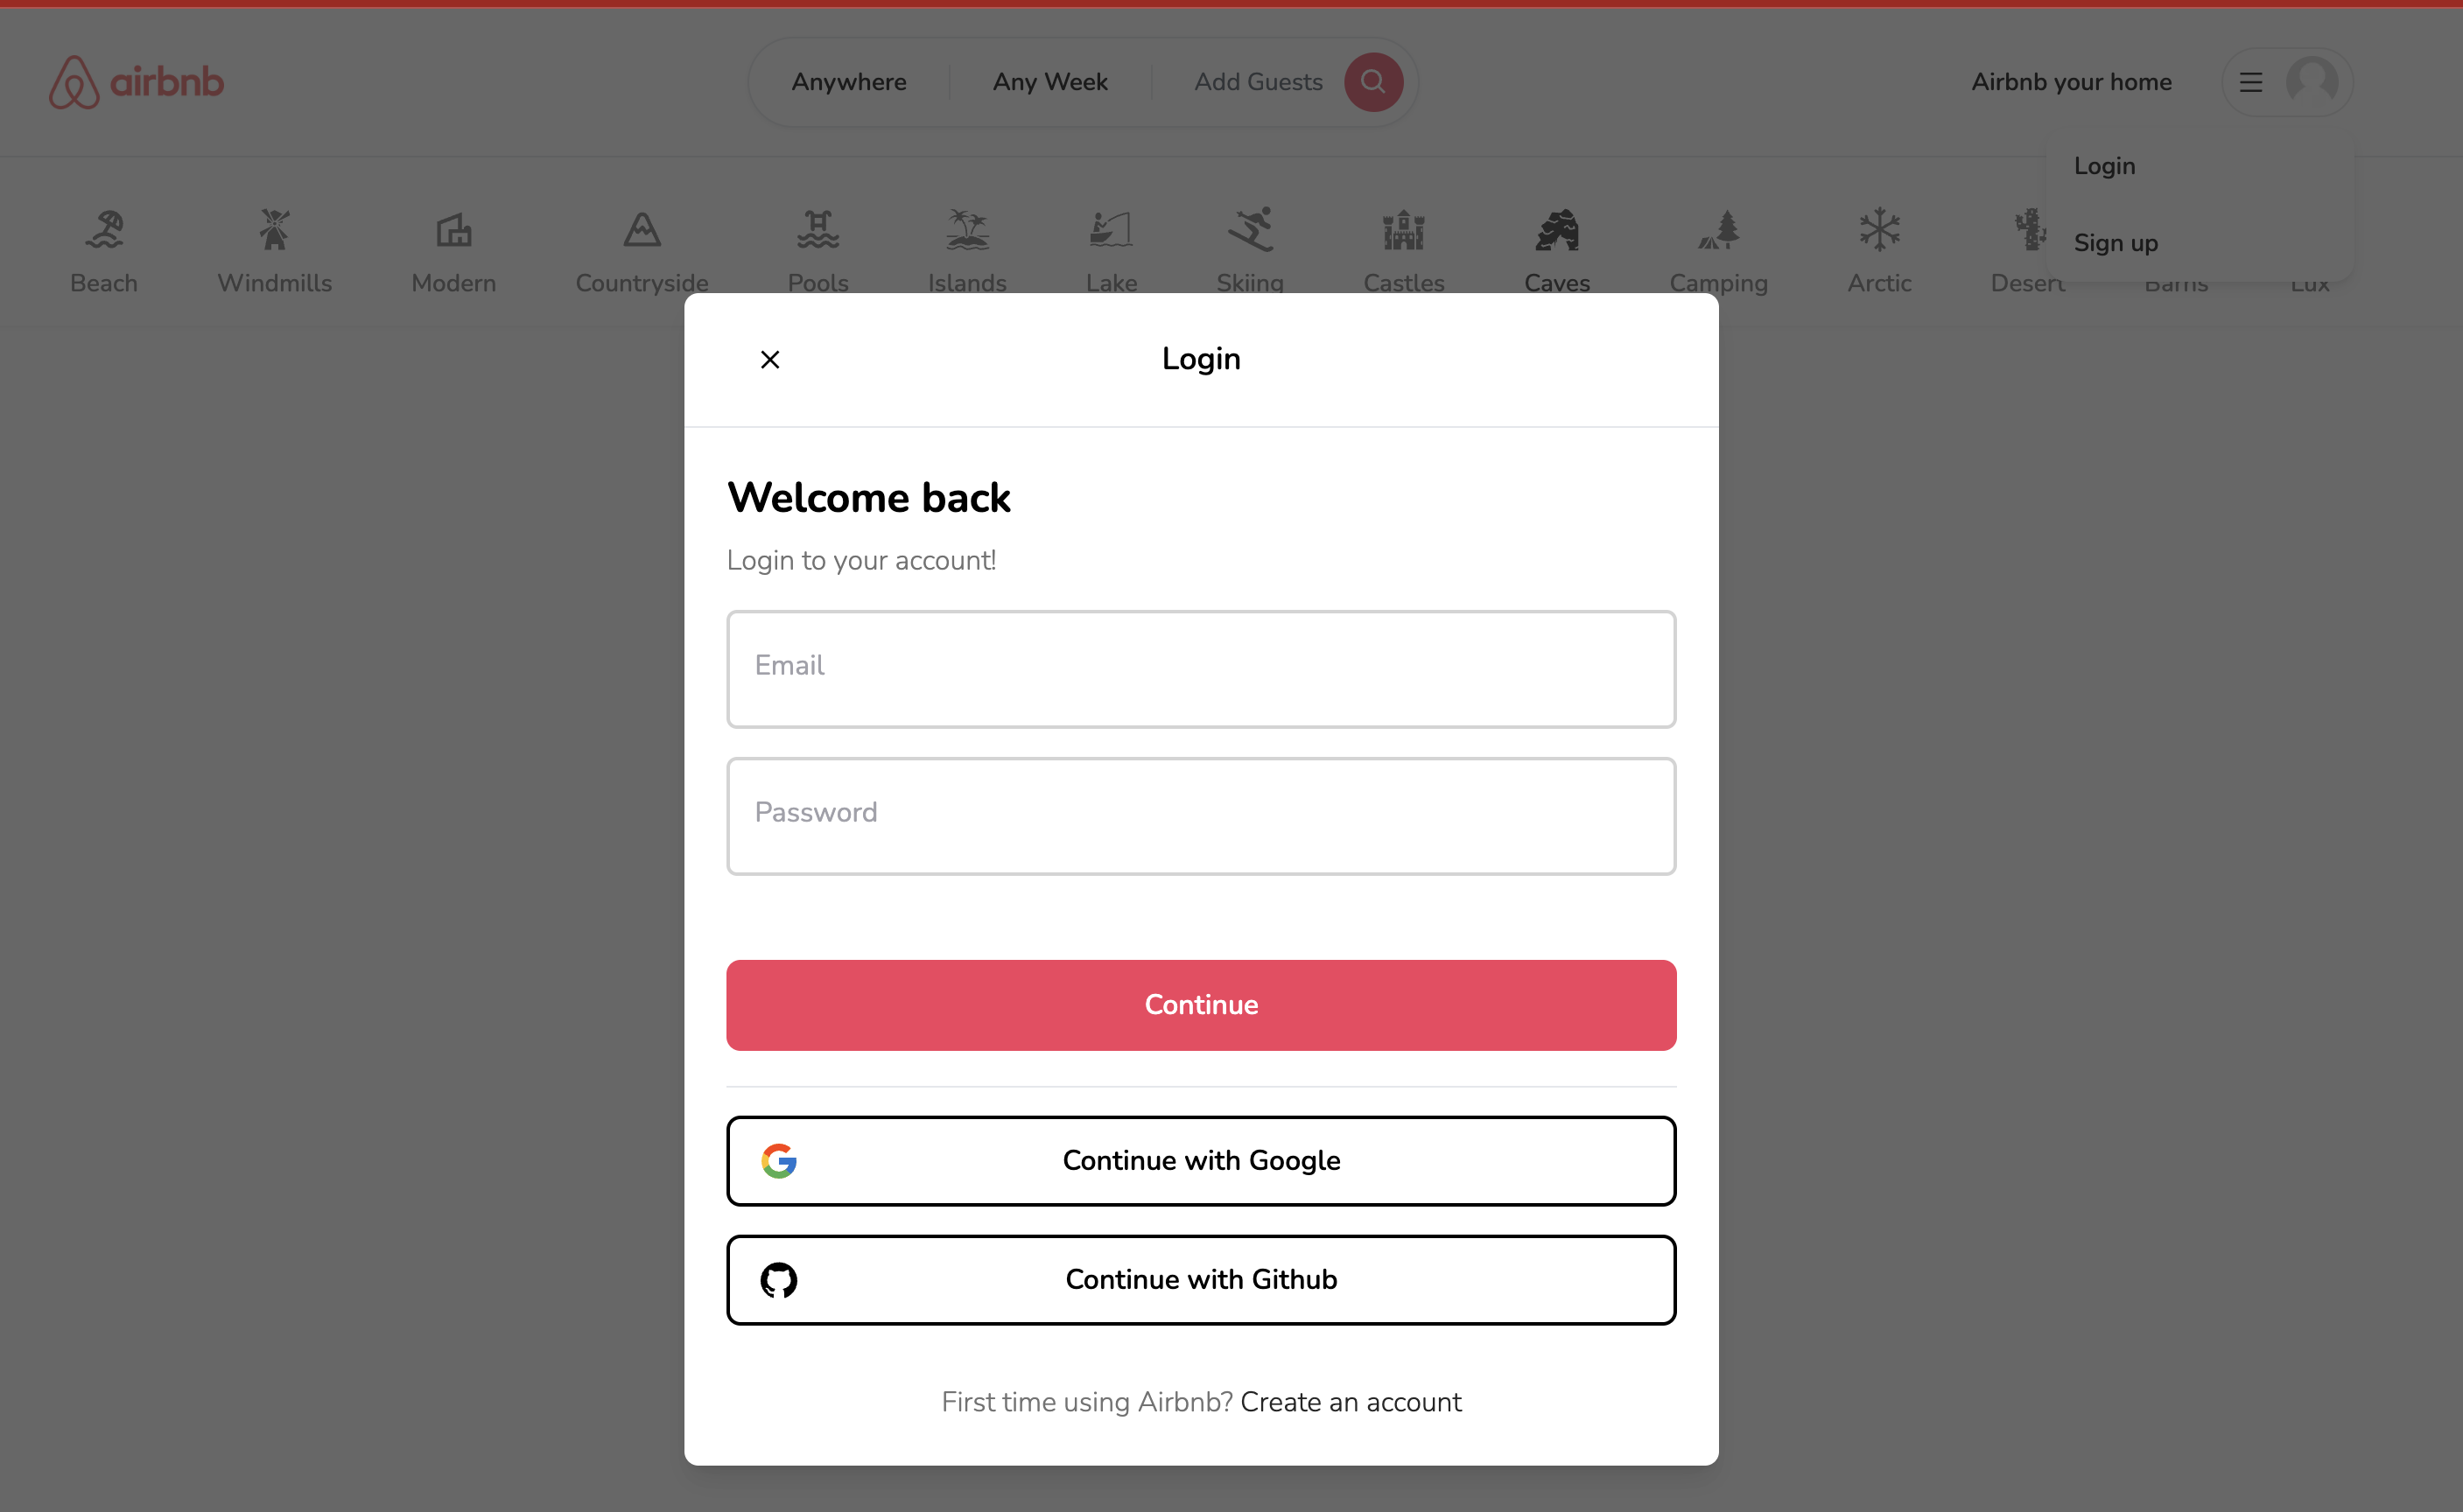 airbnb
Anywhere
Any Week
Add Guests
Airbnb your home
Login
Sign up
Beach
Windmills
Modern
Countryside
Pools
Islands
Lake
Skiing
Castles
Caves
Camping
Arctic
Desert
Barns
Lux
Login
Welcome back
Login to your account!
Email
Password
Continue
Continue with Google
Continue with Github
First time using Airbnb? Create an account